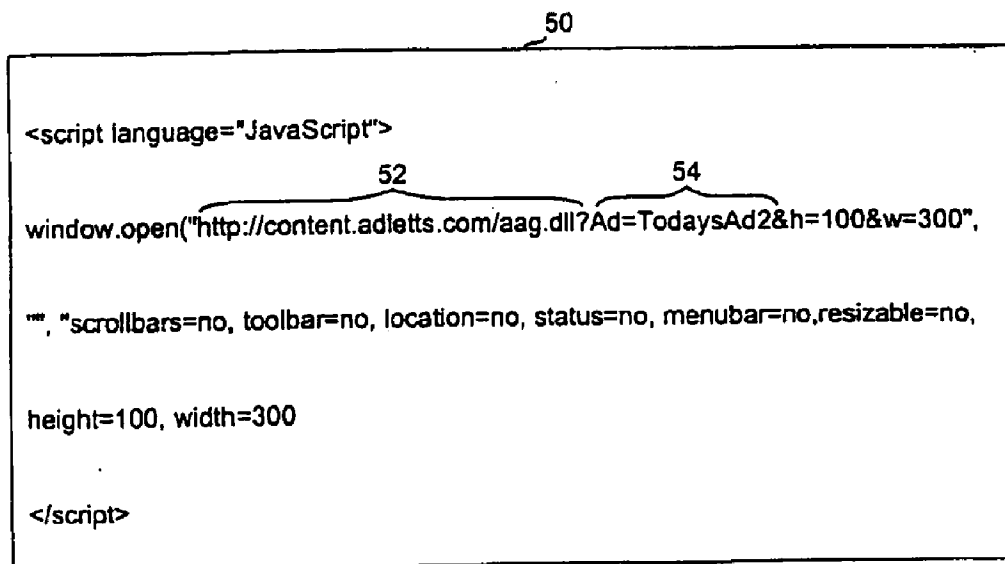 50
<script language="JavaScript">
52 54
window.open("http://content.adletts.com/aag.dll?Ad=TodaysAd2&h=100&w=300",
"", "scrollbars=no, toolbar=no, location=no, status=no, menubar=no,resizable=no,
height=100, width=300
</script>